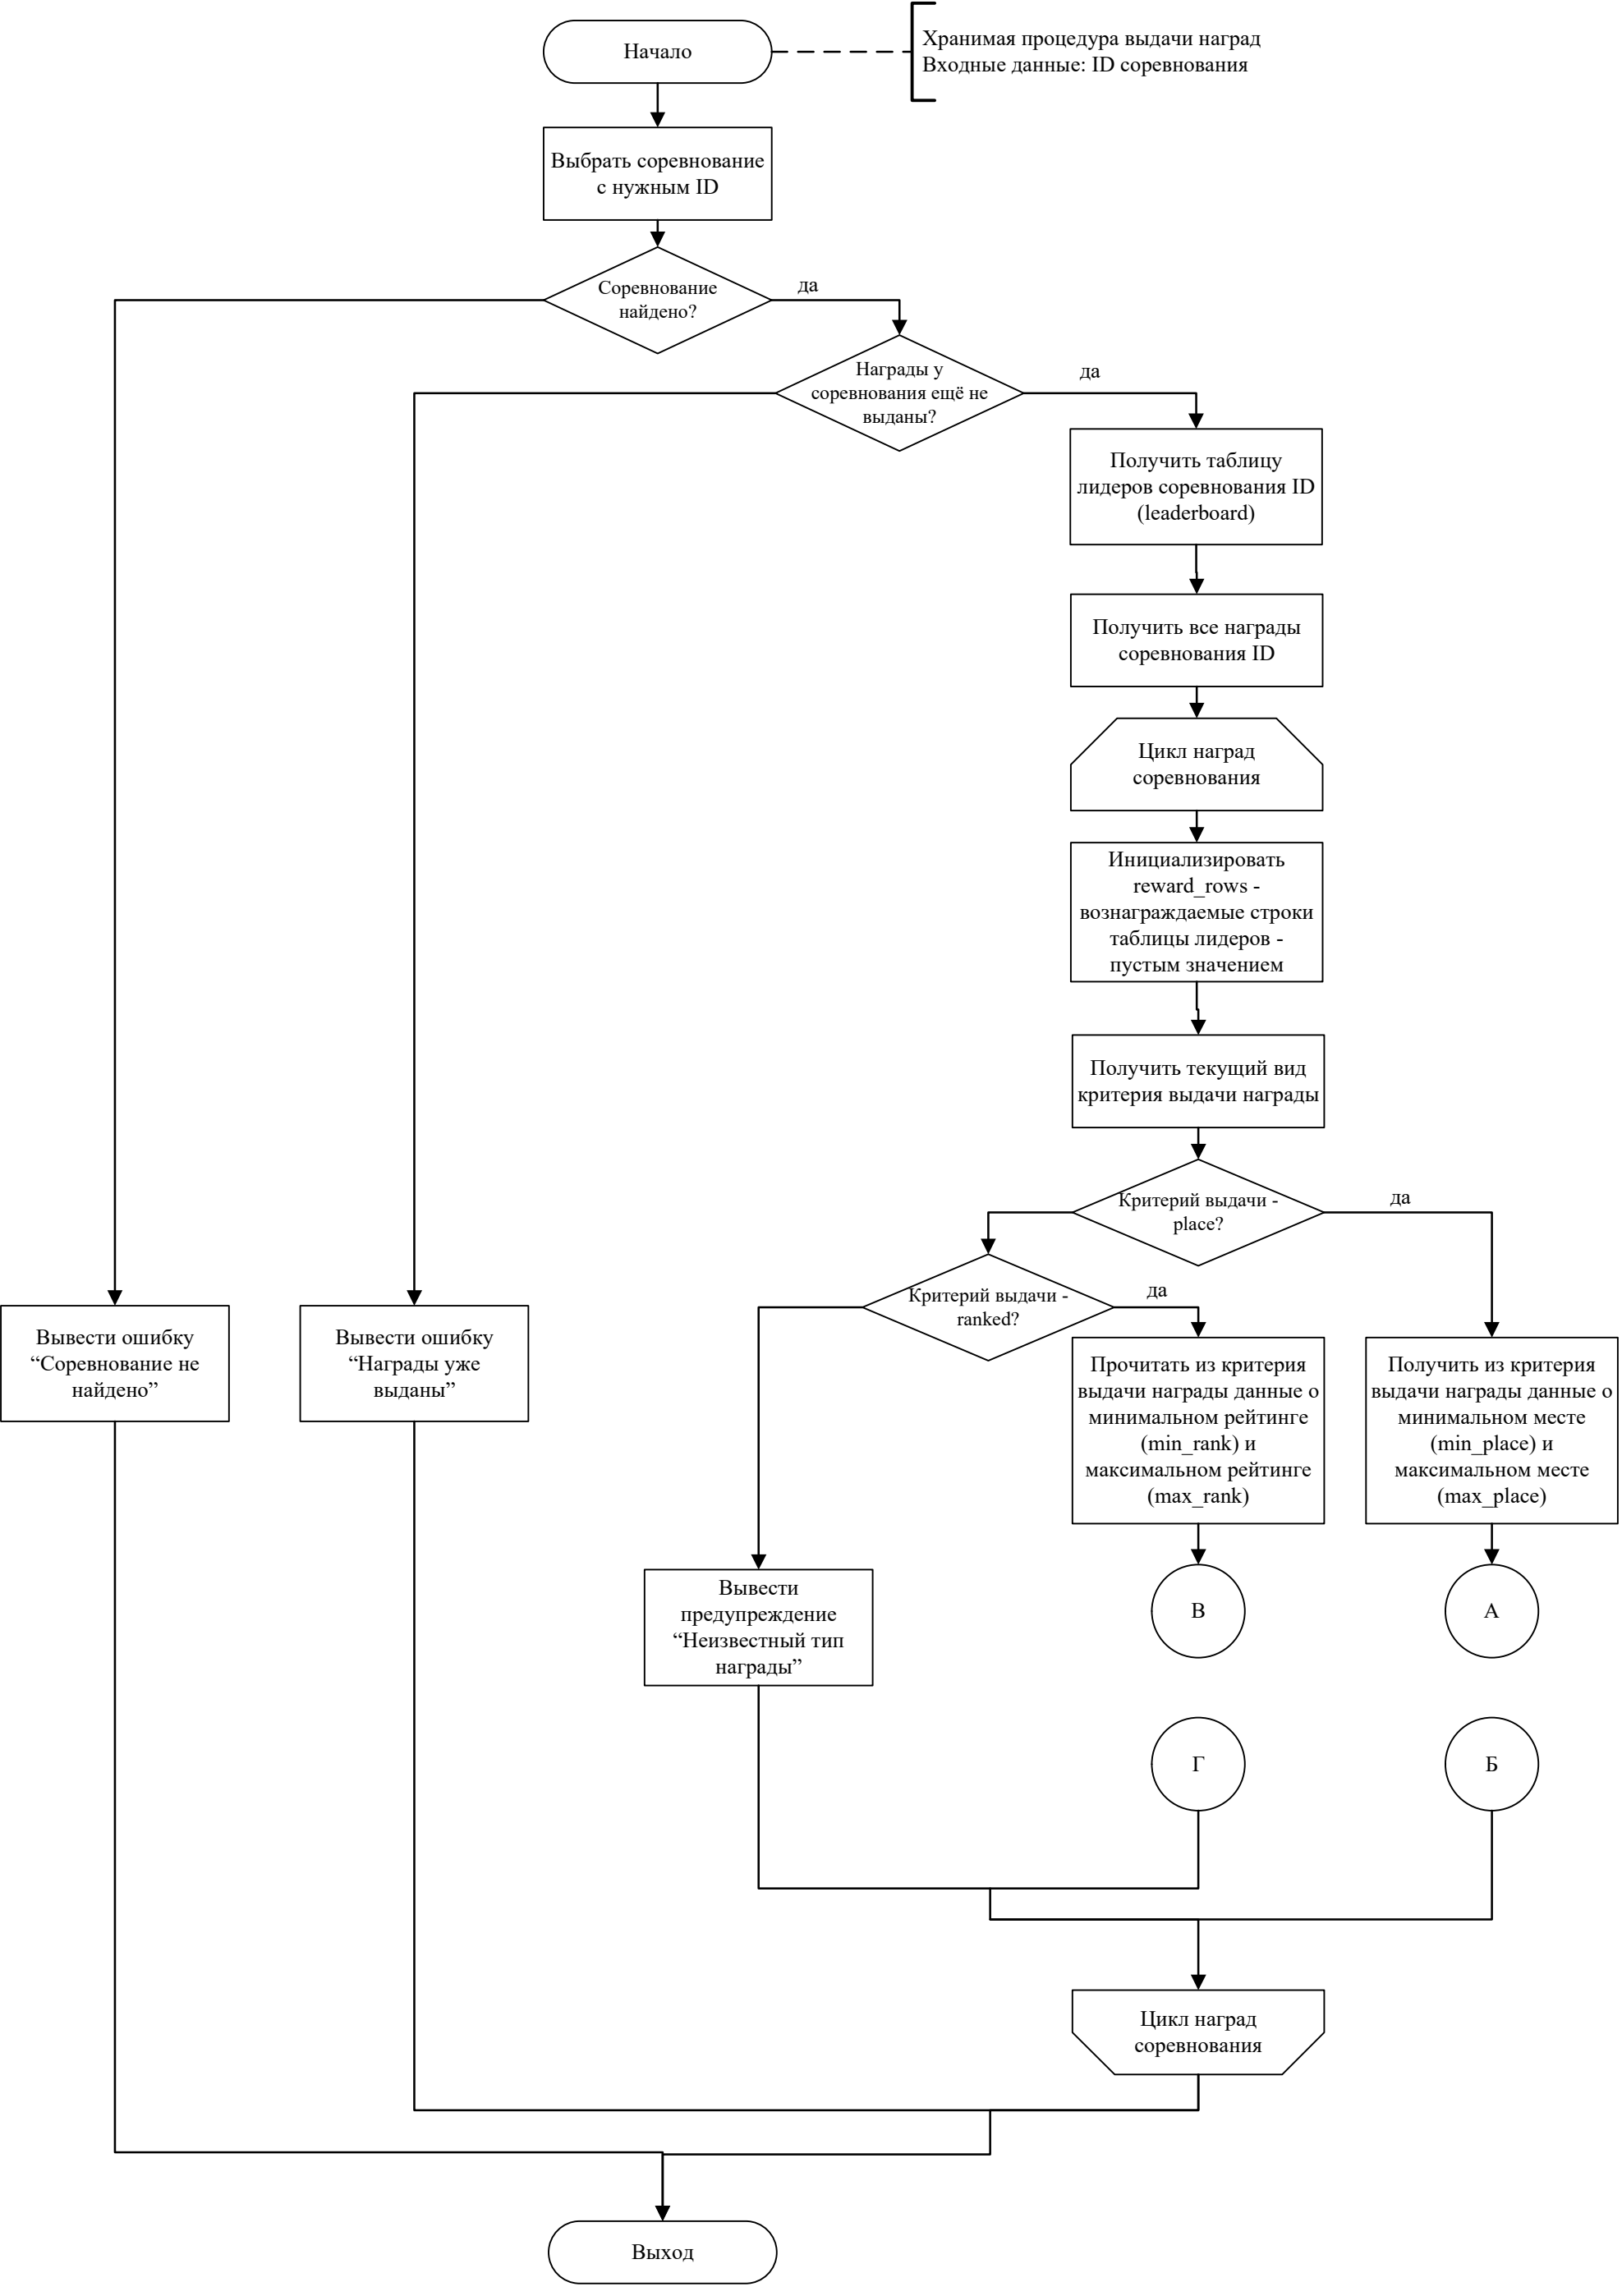 Начало
Хранимая процедура выдачи наград
Входные данные: ID соревнования
Выбрать соревнование
с нужным ID
Соревнование
найдено?
да
Награды у
соревнования ещё не
выданы?
да
Получить таблицу
лидеров соревнования ID
(leaderboard)
Получить все награды
соревнования ID
Цикл наград
соревнования
Инициализировать
reward_rows -
вознаграждаемые строки
таблицы лидеров -
пустым значением
Получить текущий вид
критерия выдачи награды
Критерий выдачи -
place?
да
Критерий выдачи -
ranked?
да
Вывести ошибку
“Соревнование не
найдено”
Вывести ошибку
“Награды уже
выданы”
Прочитать из критерия
выдачи награды данные о
минимальном рейтинге
(min_rank) и
максимальном рейтинге
(max_rank)
Получить из критерия
выдачи награды данные о
минимальном месте
(min_place) и
максимальном месте
(max_place)
Вывести
предупреждение
“Неизвестный тип
награды”
В
А
Г
Б
Цикл наград
соревнования
Выход